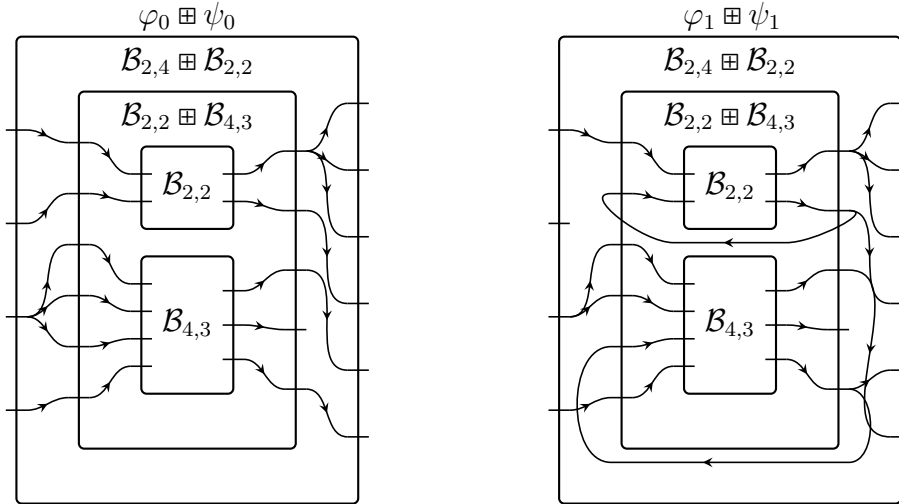 φ₀ ⊞ ψ₀
ℬ₂,₄ ⊞ ℬ₂,₂
ℬ₂,₂ ⊞ ℬ₄,₃
ℬ₂,₂
ℬ₄,₃
φ₁ ⊞ ψ₁
ℬ₂,₄ ⊞ ℬ₂,₂
ℬ₂,₂ ⊞ ℬ₄,₃
ℬ₂,₂
ℬ₄,₃